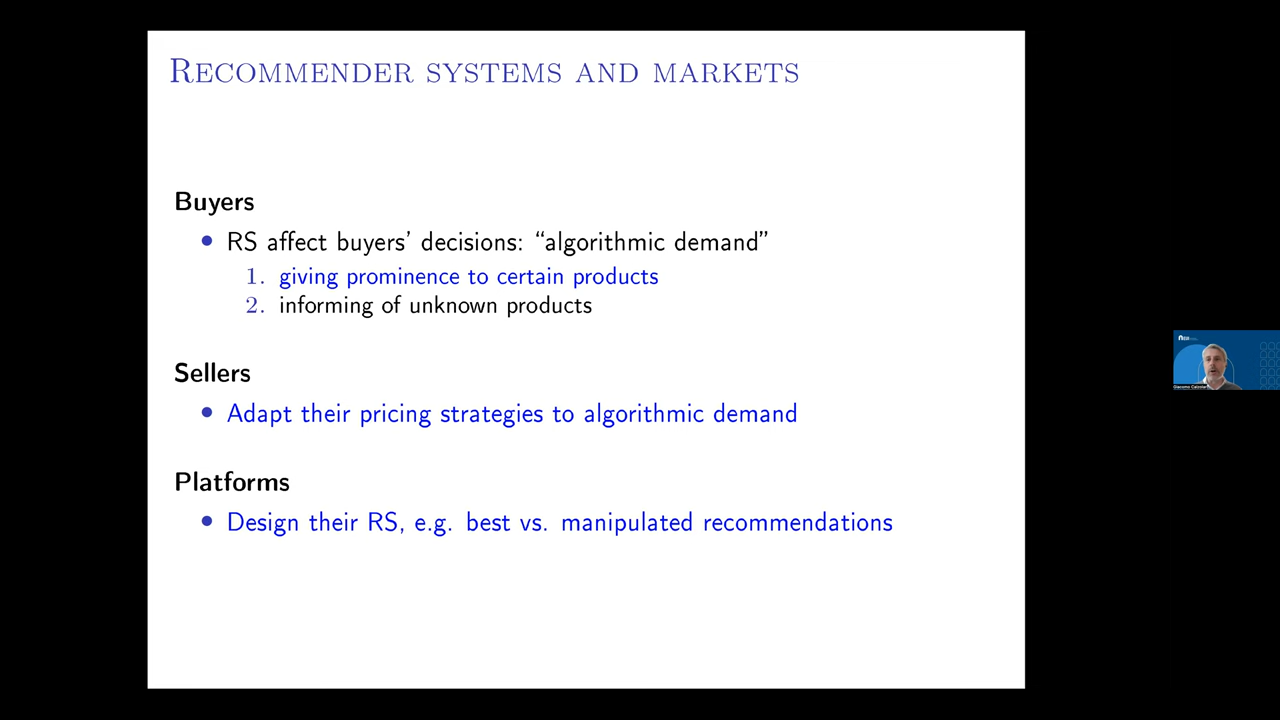 Recommender systems and markets
Buyers
• RS affect buyers’ decisions: “algorithmic demand”
1. giving prominence to certain products
2. informing of unknown products
Sellers
• Adapt their pricing strategies to algorithmic demand
Platforms
• Design their RS, e.g. best vs. manipulated recommendations
Giacomo